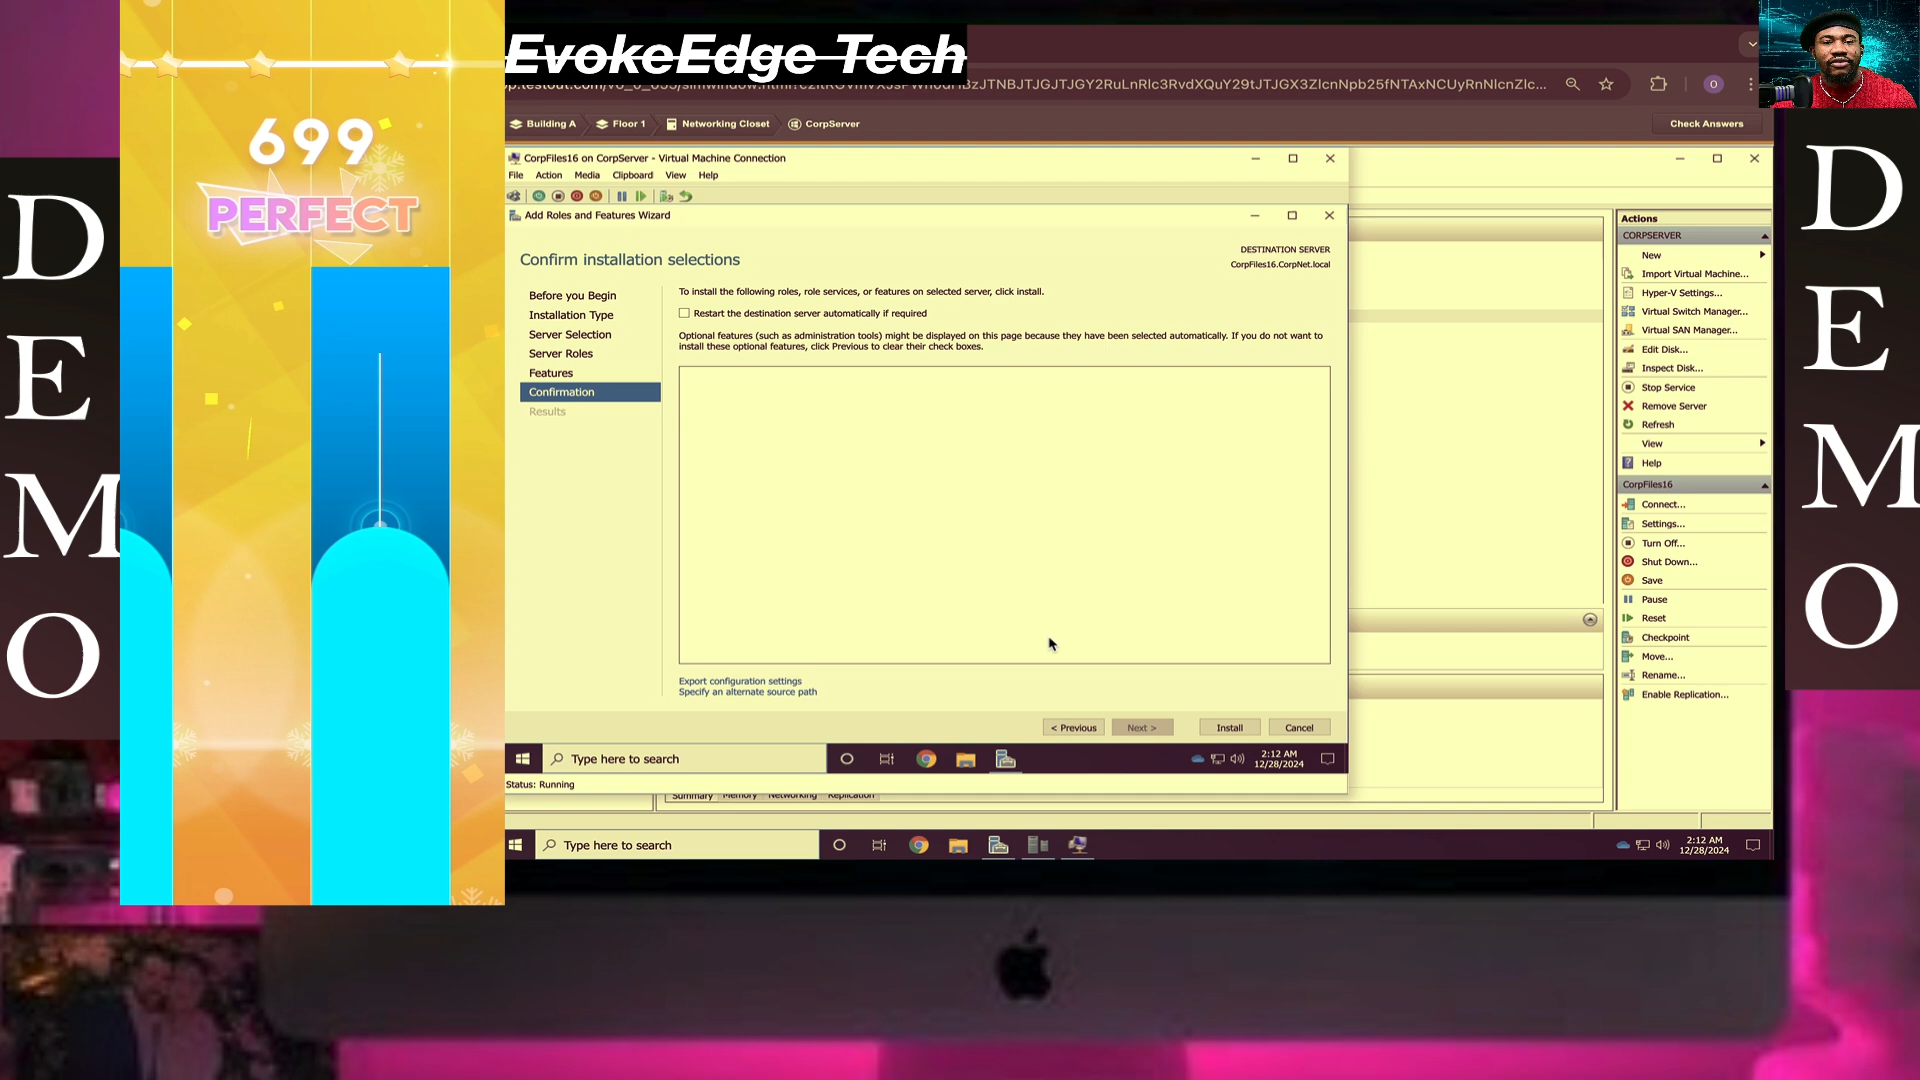 EvokeEdge Tech
DEMO
699
PERFECT
Building A
Floor 1
Networking Closet
CorpServer
Check Answers
CorpFiles16 on CorpServer - Virtual Machine Connection
File Action Media Clipboard View Help
Add Roles and Features Wizard
Confirm installation selections
DESTINATION SERVER
CorpFiles16.CorpNet.local
Before you Begin
Installation Type
Server Selection
Server Roles
Features
Confirmation
Results
To install the following roles, role services, or features on selected server, click install.
Restart the destination server automatically if required
Optional features (such as administration tools) might be displayed on this page because they have been selected automatically. If you do not want to
install these optional features, click Previous to clear their check boxes.
Export configuration settings
Specify an alternate source path
< Previous
Next >
Install
Cancel
Type here to search
2:12 AM
12/28/2024
Status: Running
Summary Memory Networking Replication
Type here to search
2:12 AM
12/28/2024
Actions
CORPSERVER
New
Import Virtual Machine...
Hyper-V Settings...
Virtual Switch Manager...
Virtual SAN Manager...
Edit Disk...
Inspect Disk...
Stop Service
Remove Server
Refresh
View
Help
CorpFiles16
Connect...
Settings...
Turn Off...
Shut Down...
Save
Pause
Reset
Checkpoint
Move...
Rename...
Enable Replication...
DEMO